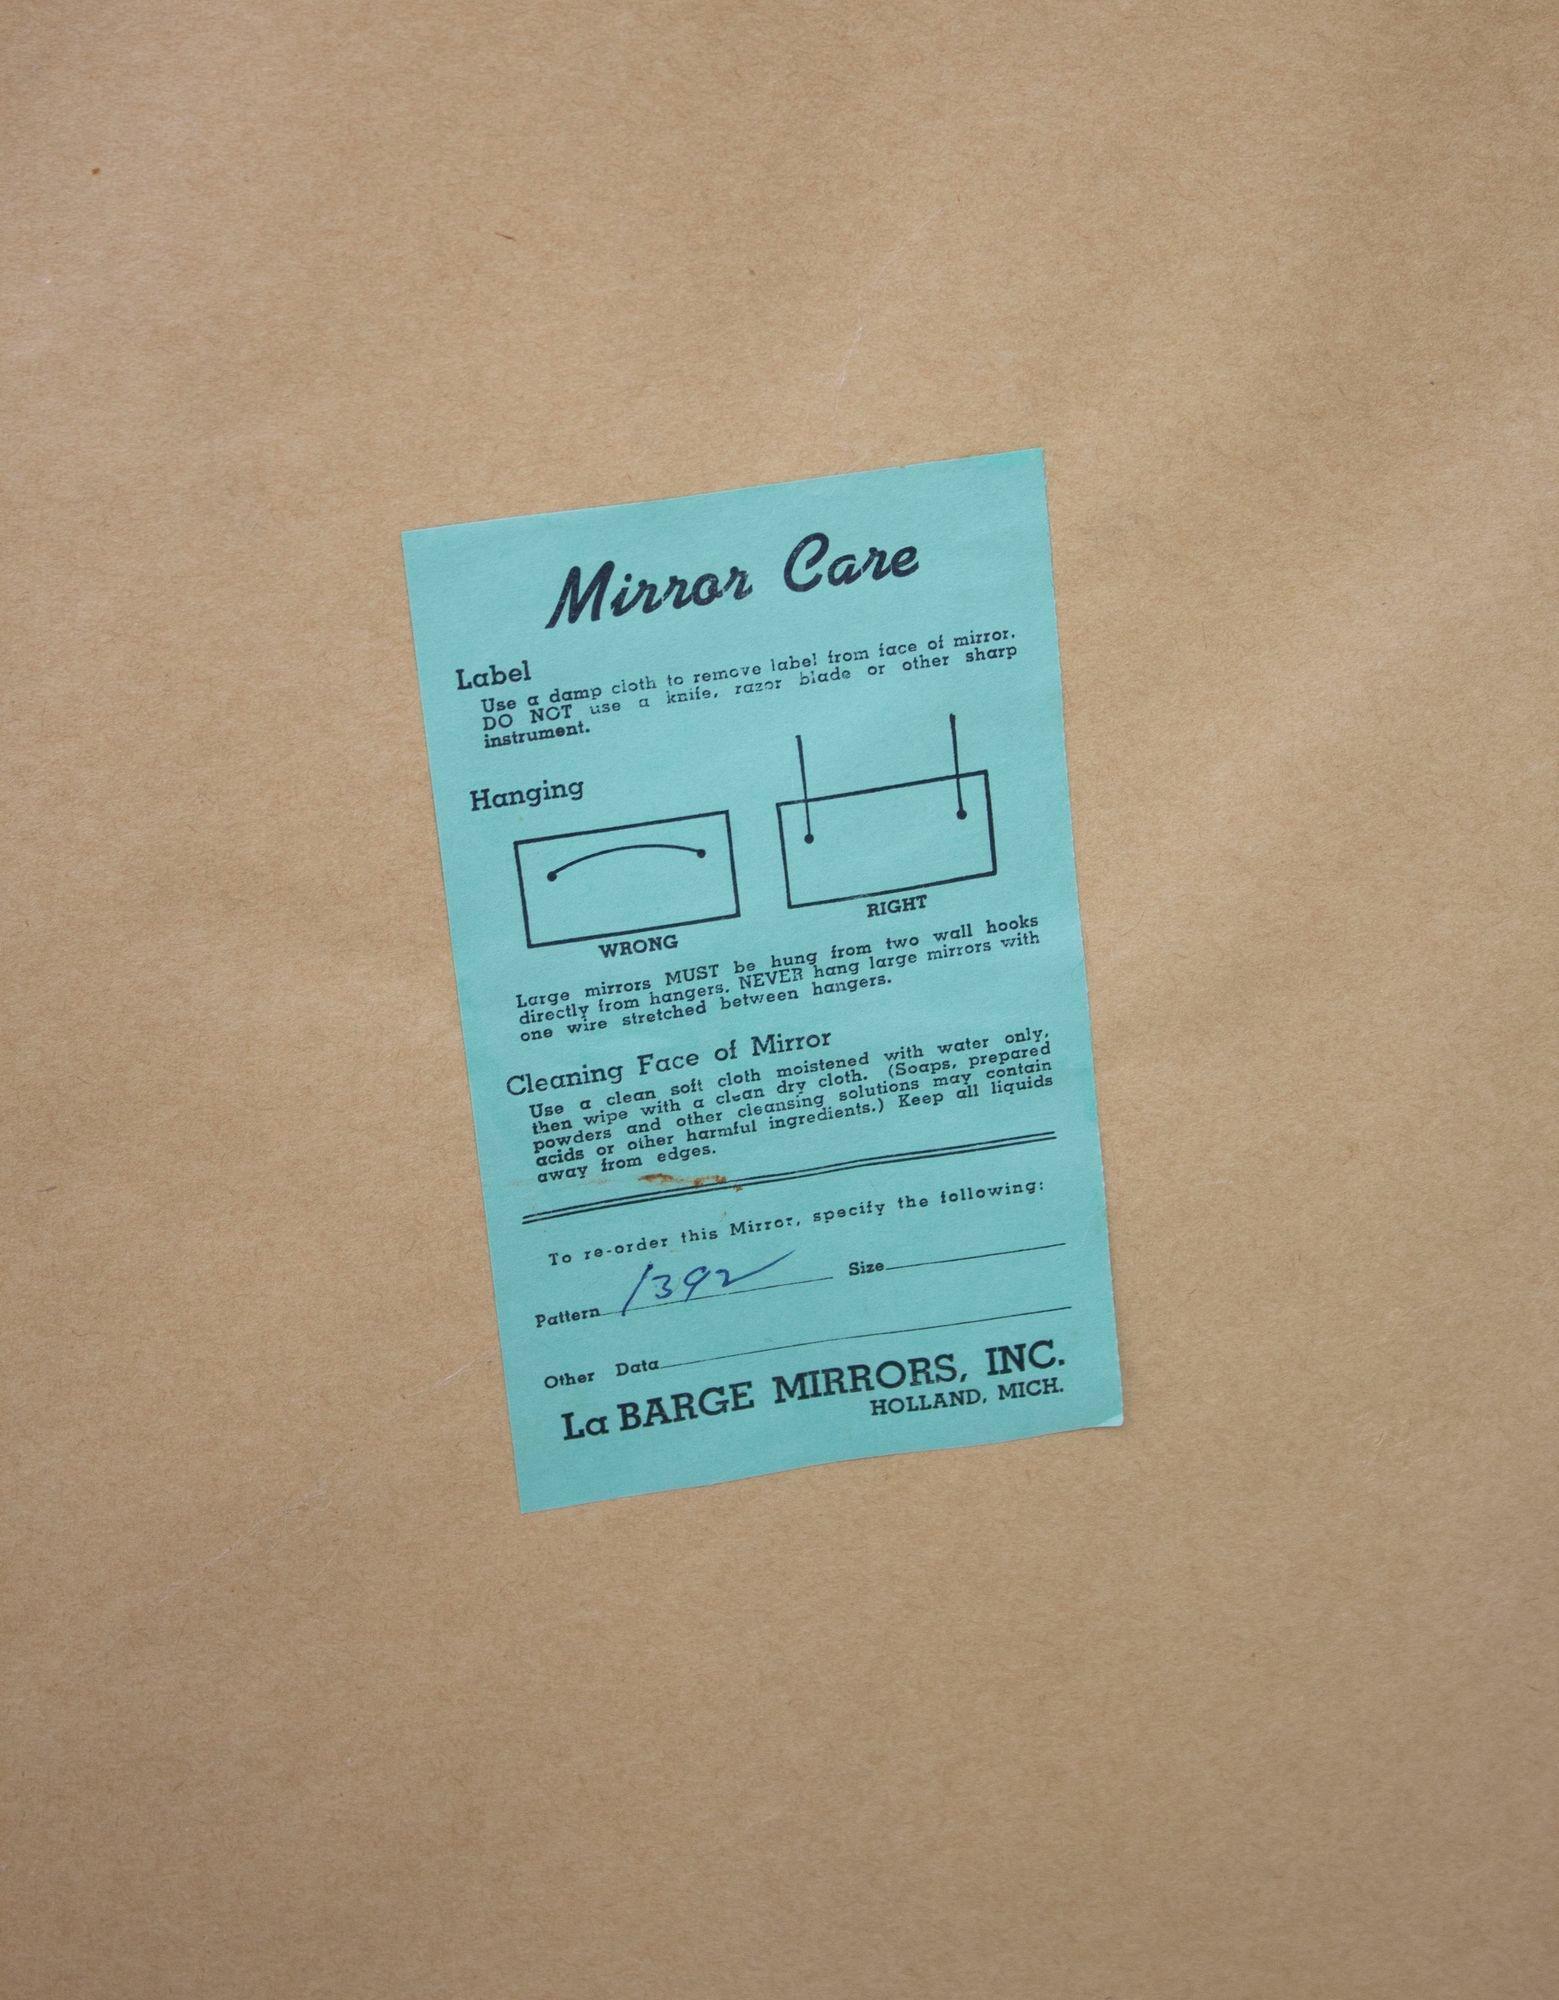 Mirror Care
Label
Use a damp cloth to remove label from face of mirror.
DO NOT use a knife, razor blade or other sharp
instrument.
Hanging
WRONG
RIGHT
Large mirrors MUST be hung from two wall hooks
directly from hangers. NEVER hang large mirrors with
one wire stretched between hangers.
Cleaning Face of Mirror
Use a clean soft cloth moistened with water only,
then wipe with a clean dry cloth. (Soaps, prepared
powders and other cleansing solutions may contain
acids or other harmful ingredients.) Keep all liquids
away from edges.
To re-order this Mirror, specify the following:
Pattern 1392 Size
Other Data
La BARGE MIRRORS, INC.
HOLLAND, MICH.